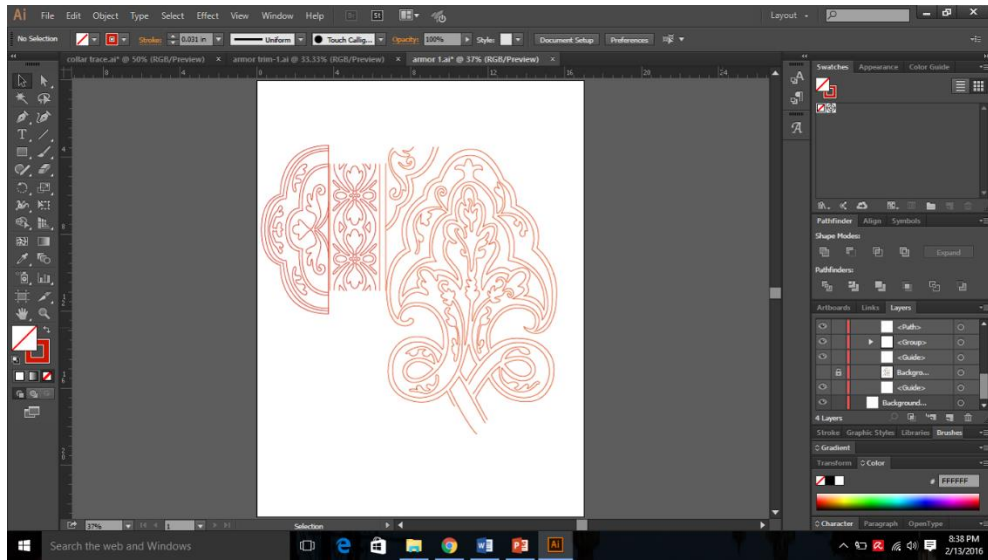 Ai File Edit Object Type Select Effect View Window Help St Layout
No Selection Stroke: 0.031 in Uniform Touch Callig... Opacity: 100% Style: Document Setup Preferences
collar trace.ai* @ 50% (RGB/Preview) × armor trim-1.ai @ 33.33% (RGB/Preview) × armor 1.ai* @ 37% (RGB/Preview) ×
Swatches Appearance Color Guide
Pathfinder Align Symbols
Shape Modes:
Expand
Pathfinders:
Artboards Links Layers
<Path>
<Group>
<Guide>
Backgro...
<Guide>
Background...
4 Layers
Stroke Graphic Styles Libraries Brushes
Gradient
Transform Color
# FFFFFF
Character Paragraph OpenType
37% 1 Selection
Search the web and Windows
8:38 PM
2/13/2016